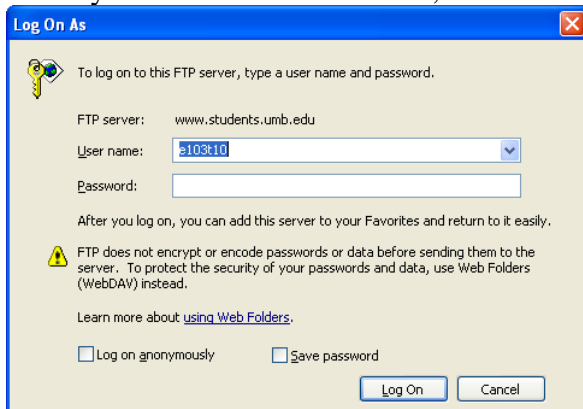 Log On As
To log on to this FTP server, type a user name and password.
FTP server: www.students.umb.edu
User name: e103t10
Password:
After you log on, you can add this server to your Favorites and return to it easily.
FTP does not encrypt or encode passwords or data before sending them to the
server. To protect the security of your passwords and data, use Web Folders
(WebDAV) instead.
Learn more about using Web Folders.
Log on anonymously Save password
Log On Cancel